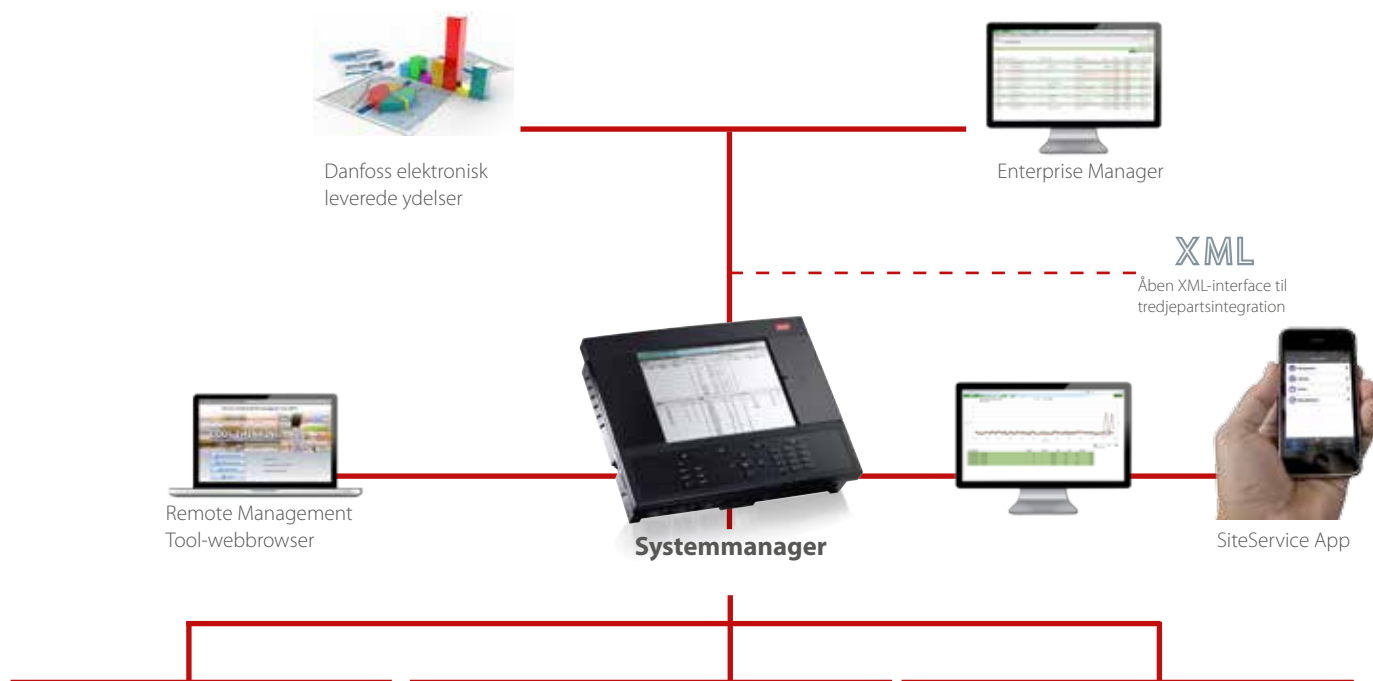 Danfoss elektronisk
leverede ydelser
Enterprise Manager
XML
Åben XML-interface til
tredjepartsintegration
Remote Management
Tool-webbrowser
Systemmanager
SiteService App